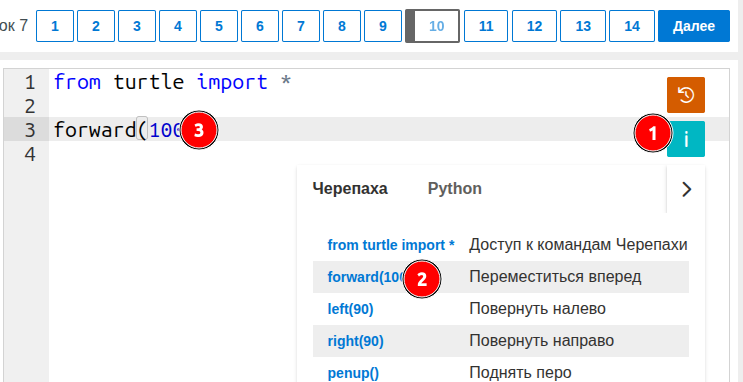 ок 7 1 2 3 4 5 6 7 8 9 10 11 12 13 14 Далее
1 from turtle import *
2
3 forward(100 3
4
1 i
Черепаха Python
from turtle import * Доступ к командам Черепахи
forward(100 2 Переместиться вперед
left(90) Повернуть налево
right(90) Повернуть направо
penup() Поднять перо